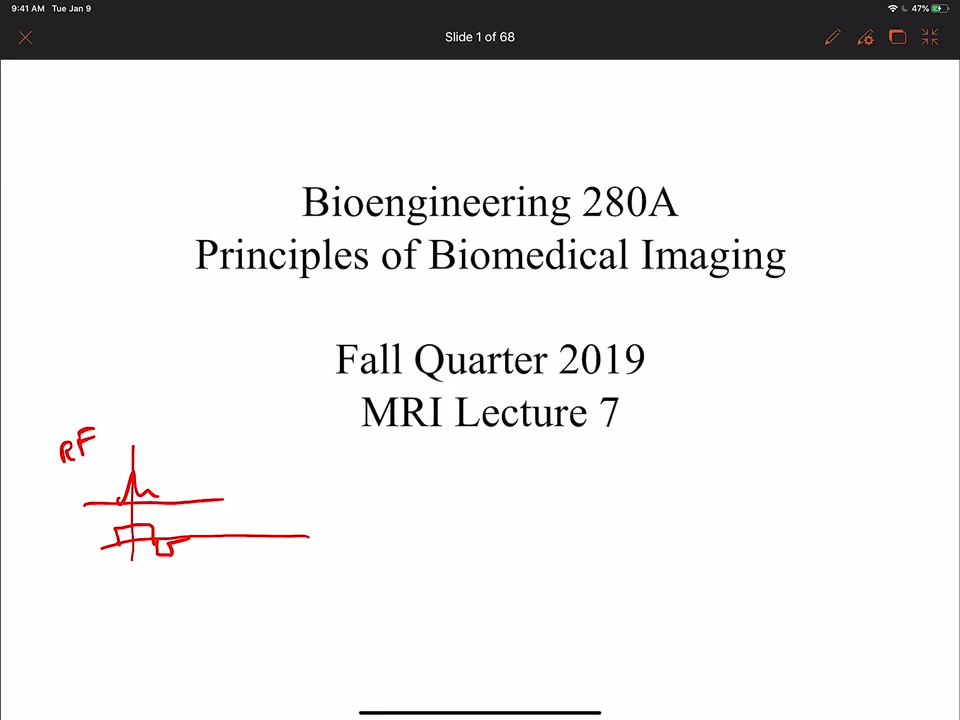 9:41 AM Tue Jan 9
47%
Slide 1 of 68
Bioengineering 280A
Principles of Biomedical Imaging
Fall Quarter 2019
MRI Lecture 7
RF